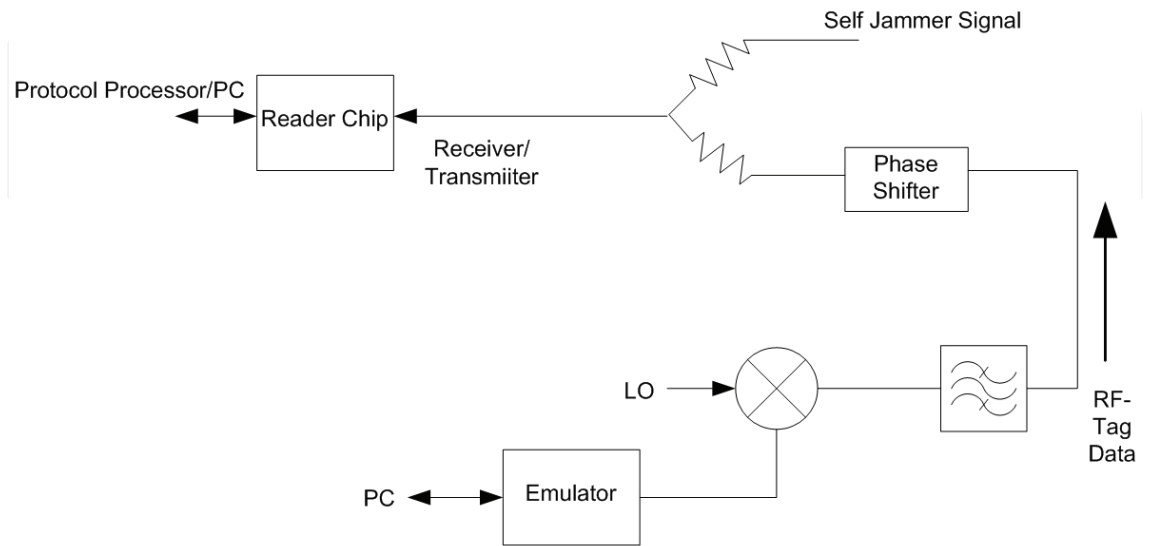 Self Jammer Signal
Protocol Processor/PC
Reader Chip
Receiver/
Transmiiter
Phase
Shifter
LO
RF-
Tag
Data
PC
Emulator